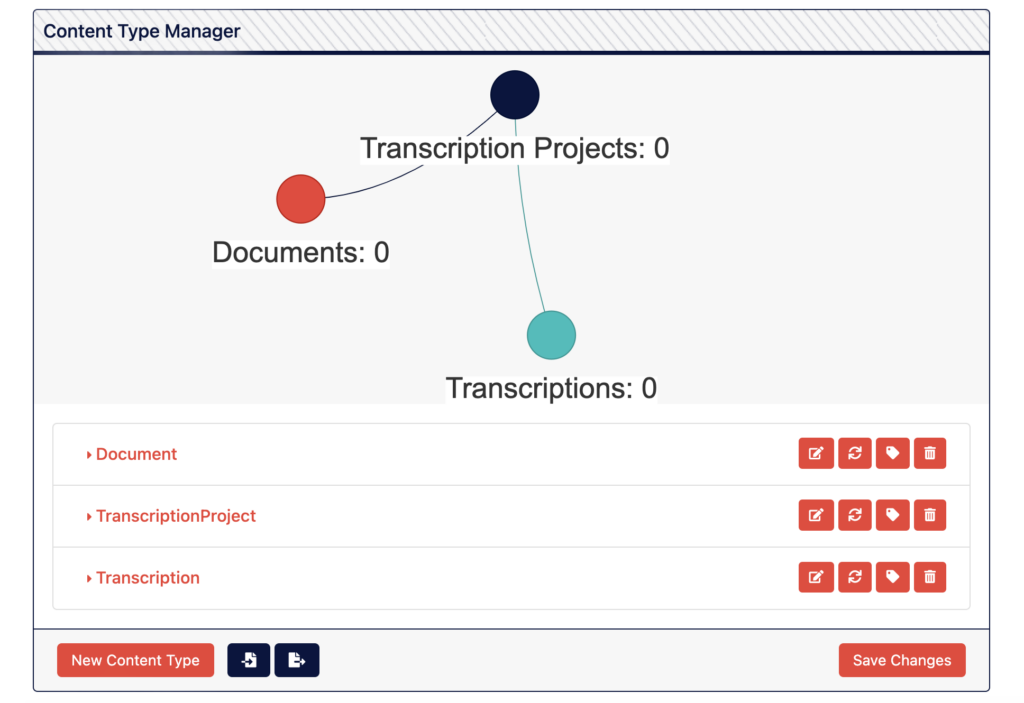 Content Type Manager
Transcription Projects: 0
Documents: 0
Transcriptions: 0
Document
TranscriptionProject
Transcription
New Content Type
Save Changes